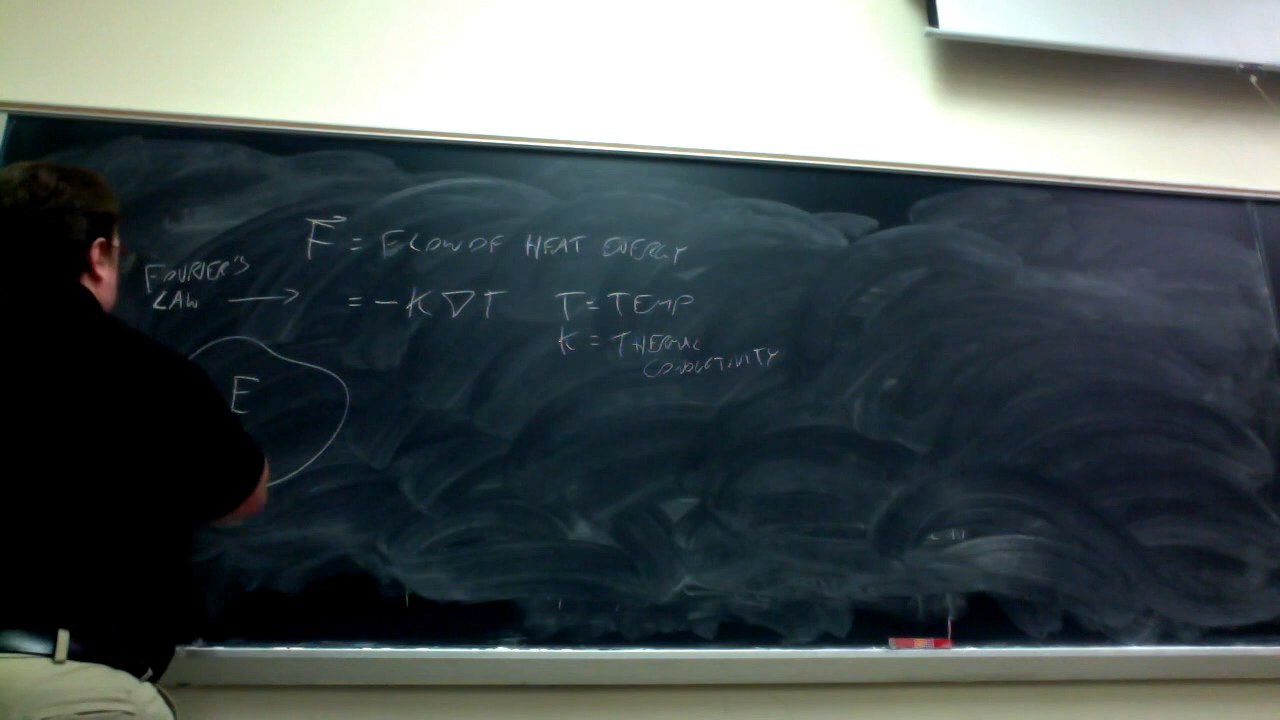 F⃗ = FLOW OF HEAT ENERGY
FOURIER'S
LAW → = -K∇T T = TEMP
K = THERMAL
CONDUCTIVITY
E